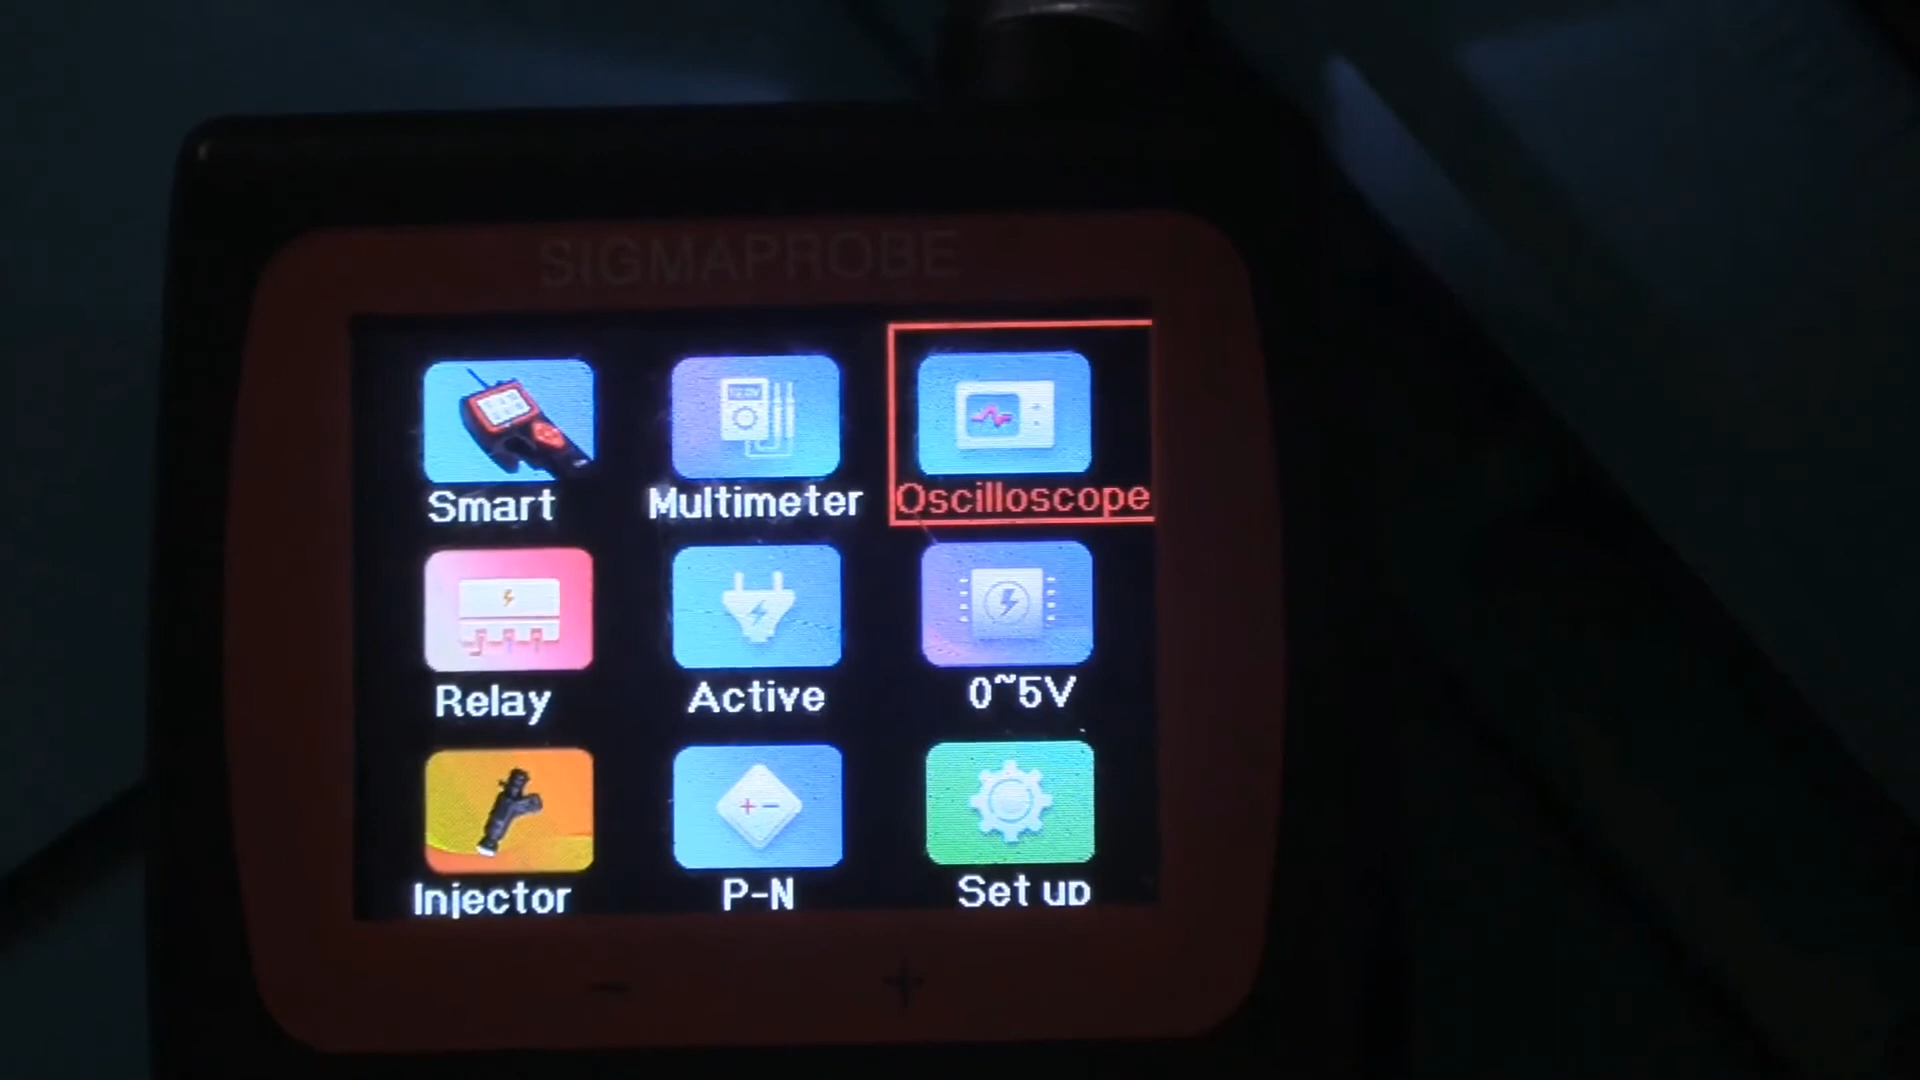 SIGMAPROBE
Smart Multimeter Oscilloscope
Relay Active 0~5V
Injector P-N Set up
- +